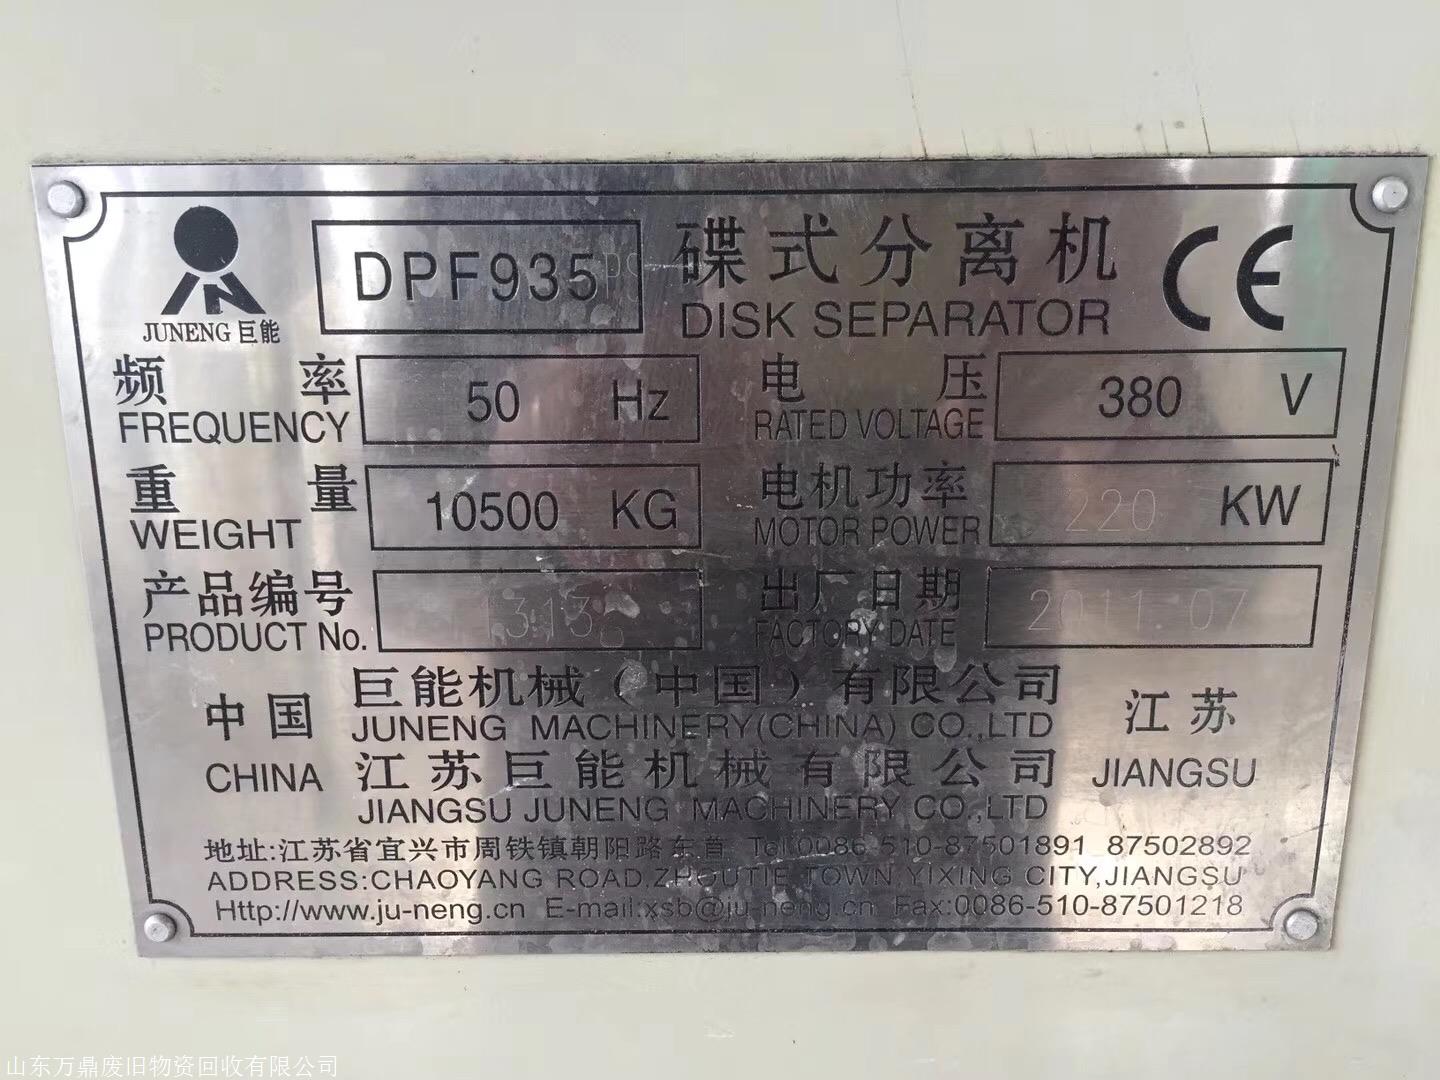 DPF935
碟式分离机
DISK SEPARATOR
CE
JUNENG 巨能
频率 50 Hz 电压 380 V
FREQUENCY RATED VOLTAGE
重量 10500 KG 电机功率 220 KW
WEIGHT MOTOR POWER
产品编号 出厂日期 2011.07
PRODUCT No. FACTORY DATE
中国 巨能机械(中国)有限公司 江苏
JUNENG MACHINERY(CHINA) CO.,LTD
CHINA 江苏巨能机械有限公司 JIANGSU
JIANGSU JUNENG MACHINERY CO.,LTD
地址:江苏省宜兴市周铁镇朝阳路东首 Tel:0086-510-87501891 87502892
ADDRESS:CHAOYANG ROAD,ZHOUTIE TOWN,YIXING CITY,JIANGSU
Http://www.ju-neng.cn E-mail:xsb@ju-neng.cn Fax:0086-510-87501218
山东万鼎废旧物资回收有限公司